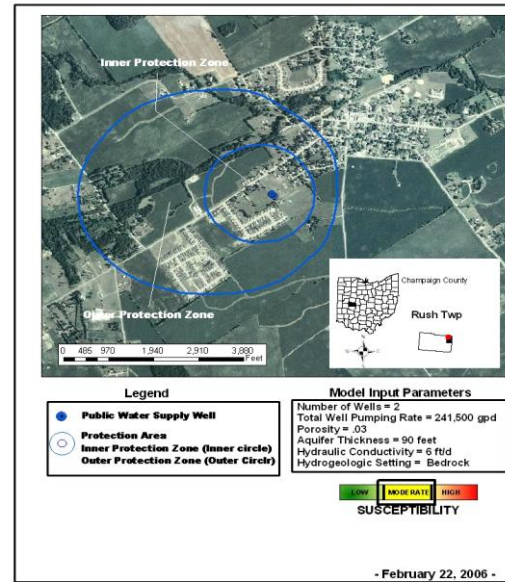 Inner Protection Zone
Outer Protection Zone
Champaign County
Rush Twp
0 485 970 1,940 2,910 3,880
Feet
Legend
Public Water Supply Well
Protection Area
Inner Protection Zone (Inner circle)
Outer Protection Zone (Outer Circlr)
Model Input Parameters
Number of Wells = 2
Total Well Pumping Rate = 241,500 gpd
Porosity = .03
Aquifer Thickness = 90 feet
Hydraulic Conductivity = 6 ft/d
Hydrogeologic Setting = Bedrock
LOW MODERATE HIGH
SUSCEPTIBILITY
- February 22, 2006 -